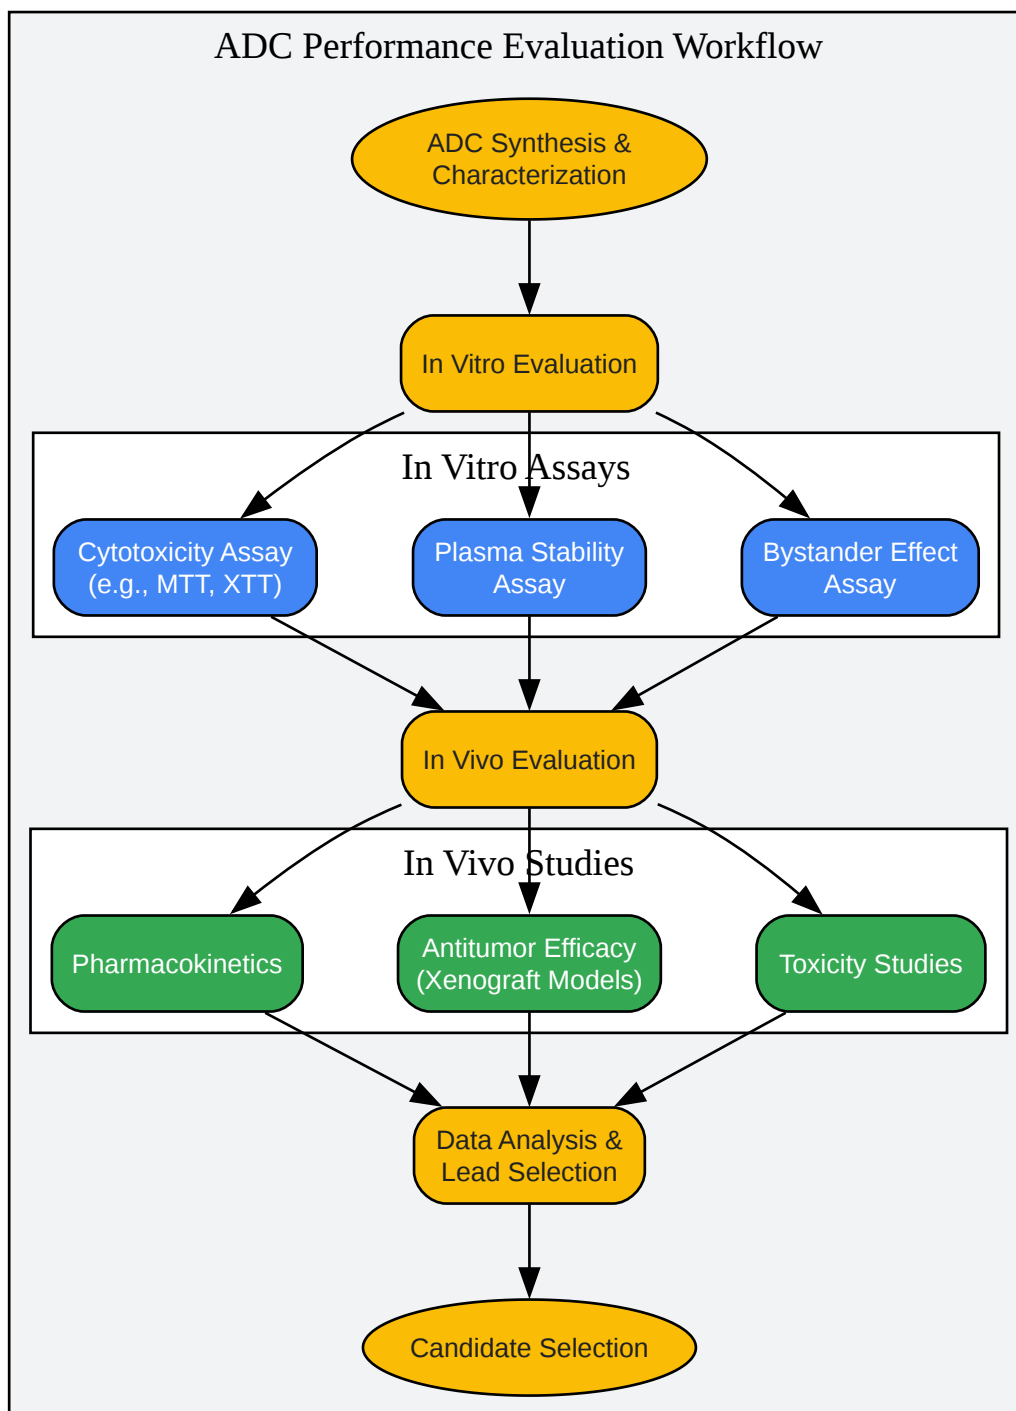 ADC Performance Evaluation Workflow
ADC Synthesis &
Characterization
In Vitro Evaluation
In Vitro Assays
Cytotoxicity Assay
(e.g., MTT, XTT)
Plasma Stability
Assay
Bystander Effect
Assay
In Vivo Evaluation
In Vivo Studies
Pharmacokinetics
Antitumor Efficacy
(Xenograft Models)
Toxicity Studies
Data Analysis &
Lead Selection
Candidate Selection